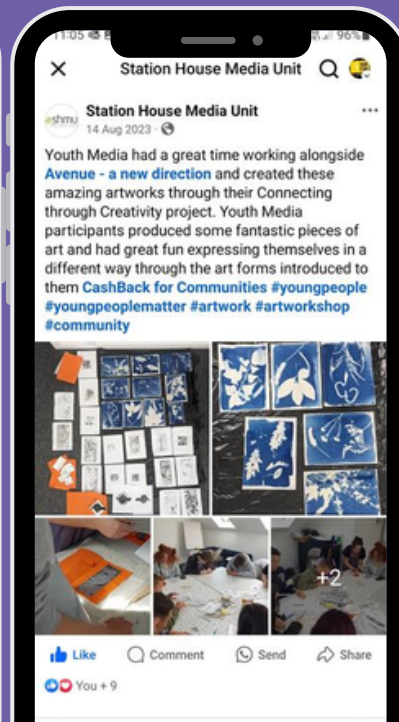 11:05
96%
Station House Media Unit
shmu
Station House Media Unit
14 Aug 2023 ·
Youth Media had a great time working alongside
Avenue - a new direction and created these
amazing artworks through their Connecting
through Creativity project. Youth Media
participants produced some fantastic pieces of
art and had great fun expressing themselves in a
different way through the art forms introduced to
them CashBack for Communities #youngpeople
#youngpeoplematter #artwork #artworkshop
#community
+2
Like Comment Send Share
You + 9